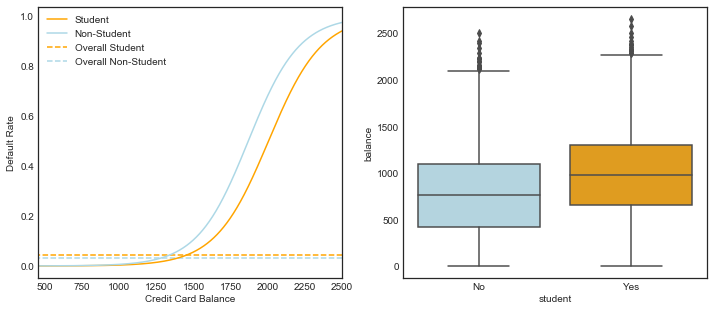 Student
Non-Student
Overall Student
Overall Non-Student
1.0
0.8
0.6
0.4
0.2
0.0
Default Rate
500 750 1000 1250 1500 1750 2000 2250 2500
Credit Card Balance
2500
2000
1500
1000
500
0
balance
No Yes
student